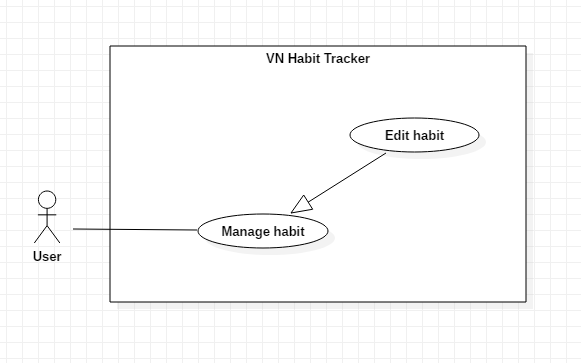 VN Habit Tracker
Edit habit
Manage habit
User